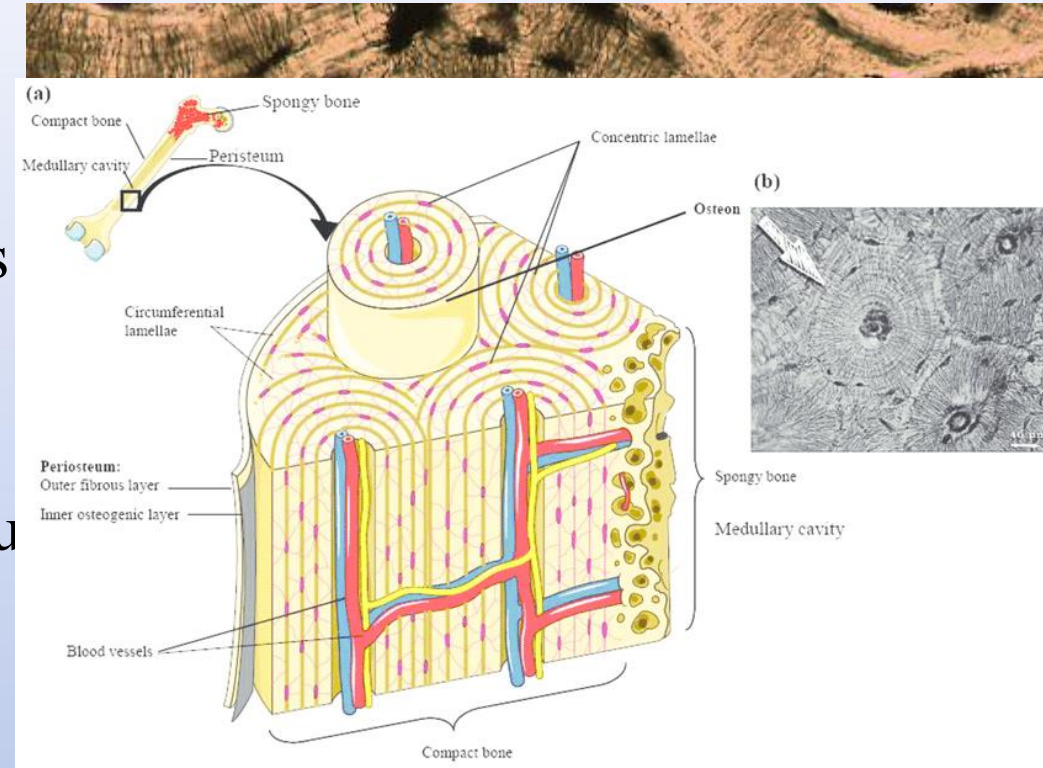 (a)
Spongy bone
Compact bone
Medullary cavity
Peristeum
Concentric lamellae
(b)
Osteon
s
Circumferential
lamellae
Periosteum:
Outer fibrous layer
Inner osteogenic layer
Spongy bone
u
Medullary cavity
Blood vessels
Compact bone